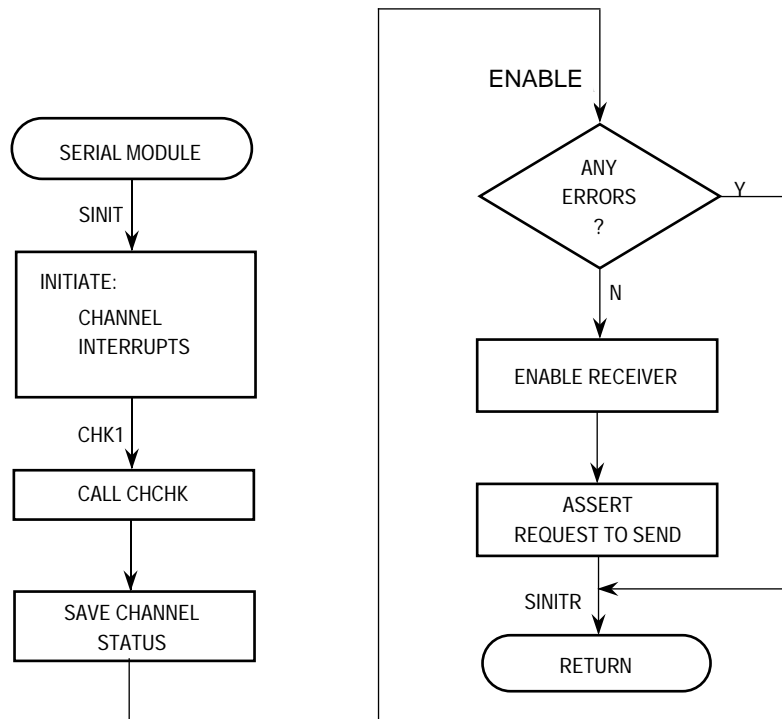 SERIAL MODULE
SINIT
INITIATE:
CHANNEL
INTERRUPTS
CHK1
CALL CHCHK
SAVE CHANNEL
STATUS
ENABLE
ANY
ERRORS
?
Y
N
ENABLE RECEIVER
ASSERT
REQUEST TO SEND
SINITR
RETURN